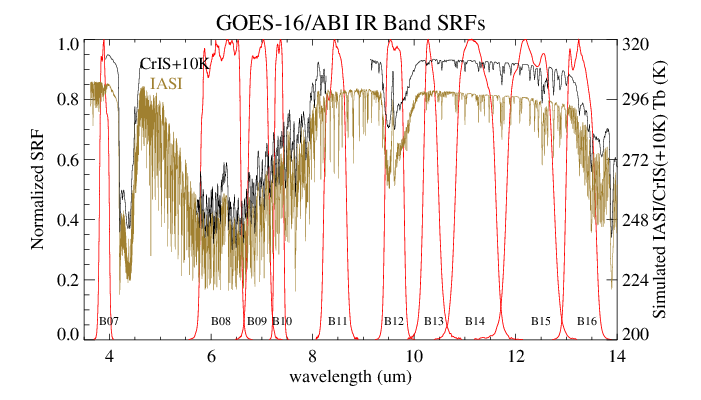 GOES-16/ABI IR Band SRFs
1.0
0.8
0.6
0.4
0.2
0.0
Normalized SRF
CrIS+10K
IASI
B07
B08
B09
B10
B11
B12
B13
B14
B15
B16
320
296
272
248
224
200
Simulated IASI/CrIS(+10K) Tb (K)
4
6
8
10
12
14
wavelength (um)